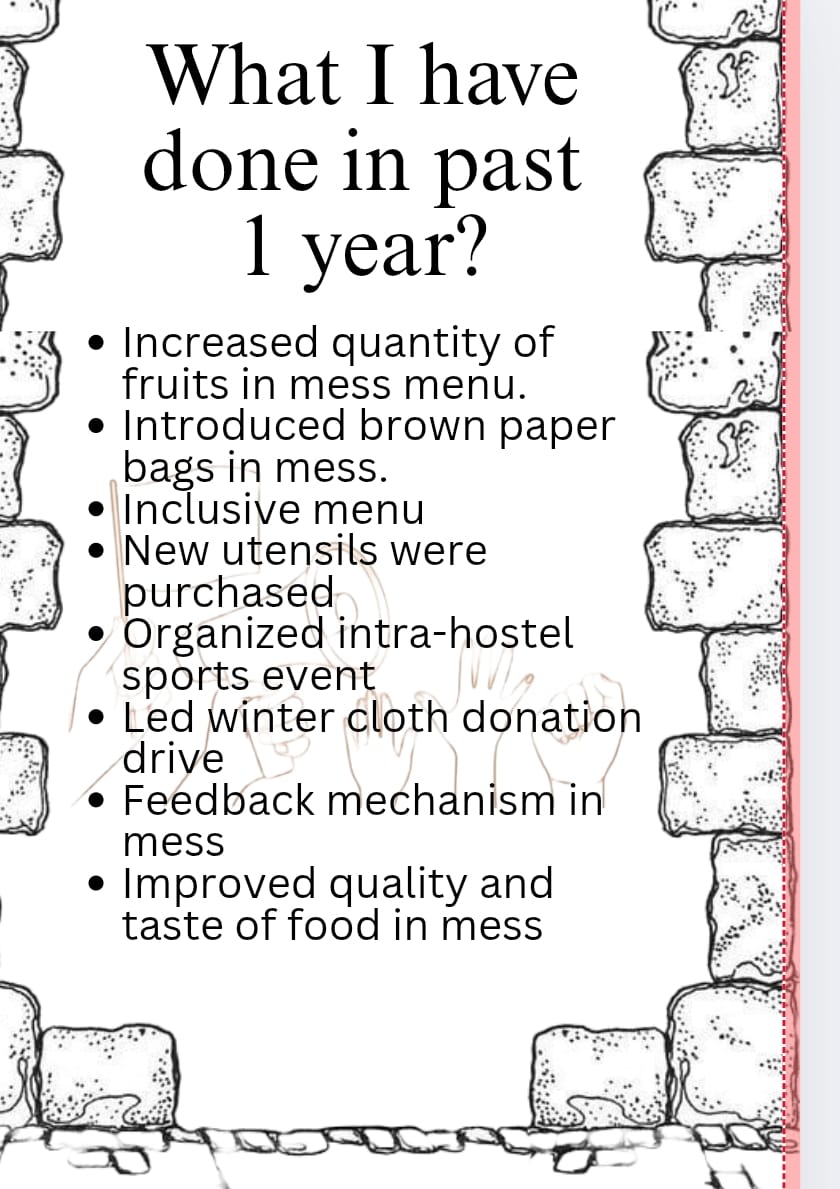 What I have
done in past
1 year?
• Increased quantity of
fruits in mess menu.
• Introduced brown paper
bags in mess.
• Inclusive menu
• New utensils were
purchased
• Organized intra-hostel
sports event
• Led winter cloth donation
drive
• Feedback mechanism in
mess
• Improved quality and
taste of food in mess